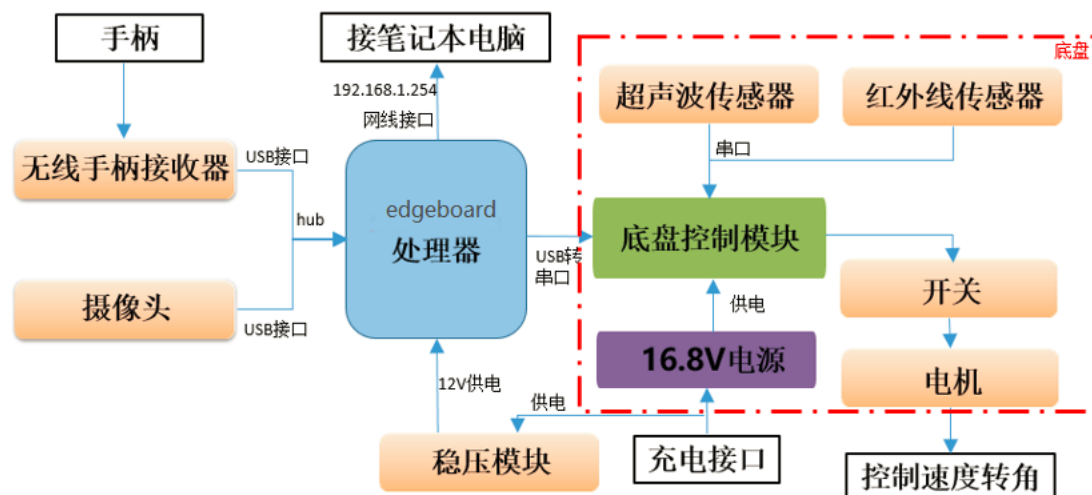 手柄
接笔记本电脑
底盘
192.168.1.254
网线接口
超声波传感器
红外线传感器
串口
无线手柄接收器
USB接口
hub
edgeboard
处理器
USB转
串口
底盘控制模块
摄像头
USB接口
开关
供电
16.8V电源
电机
12V供电
供电
稳压模块
充电接口
控制速度转角